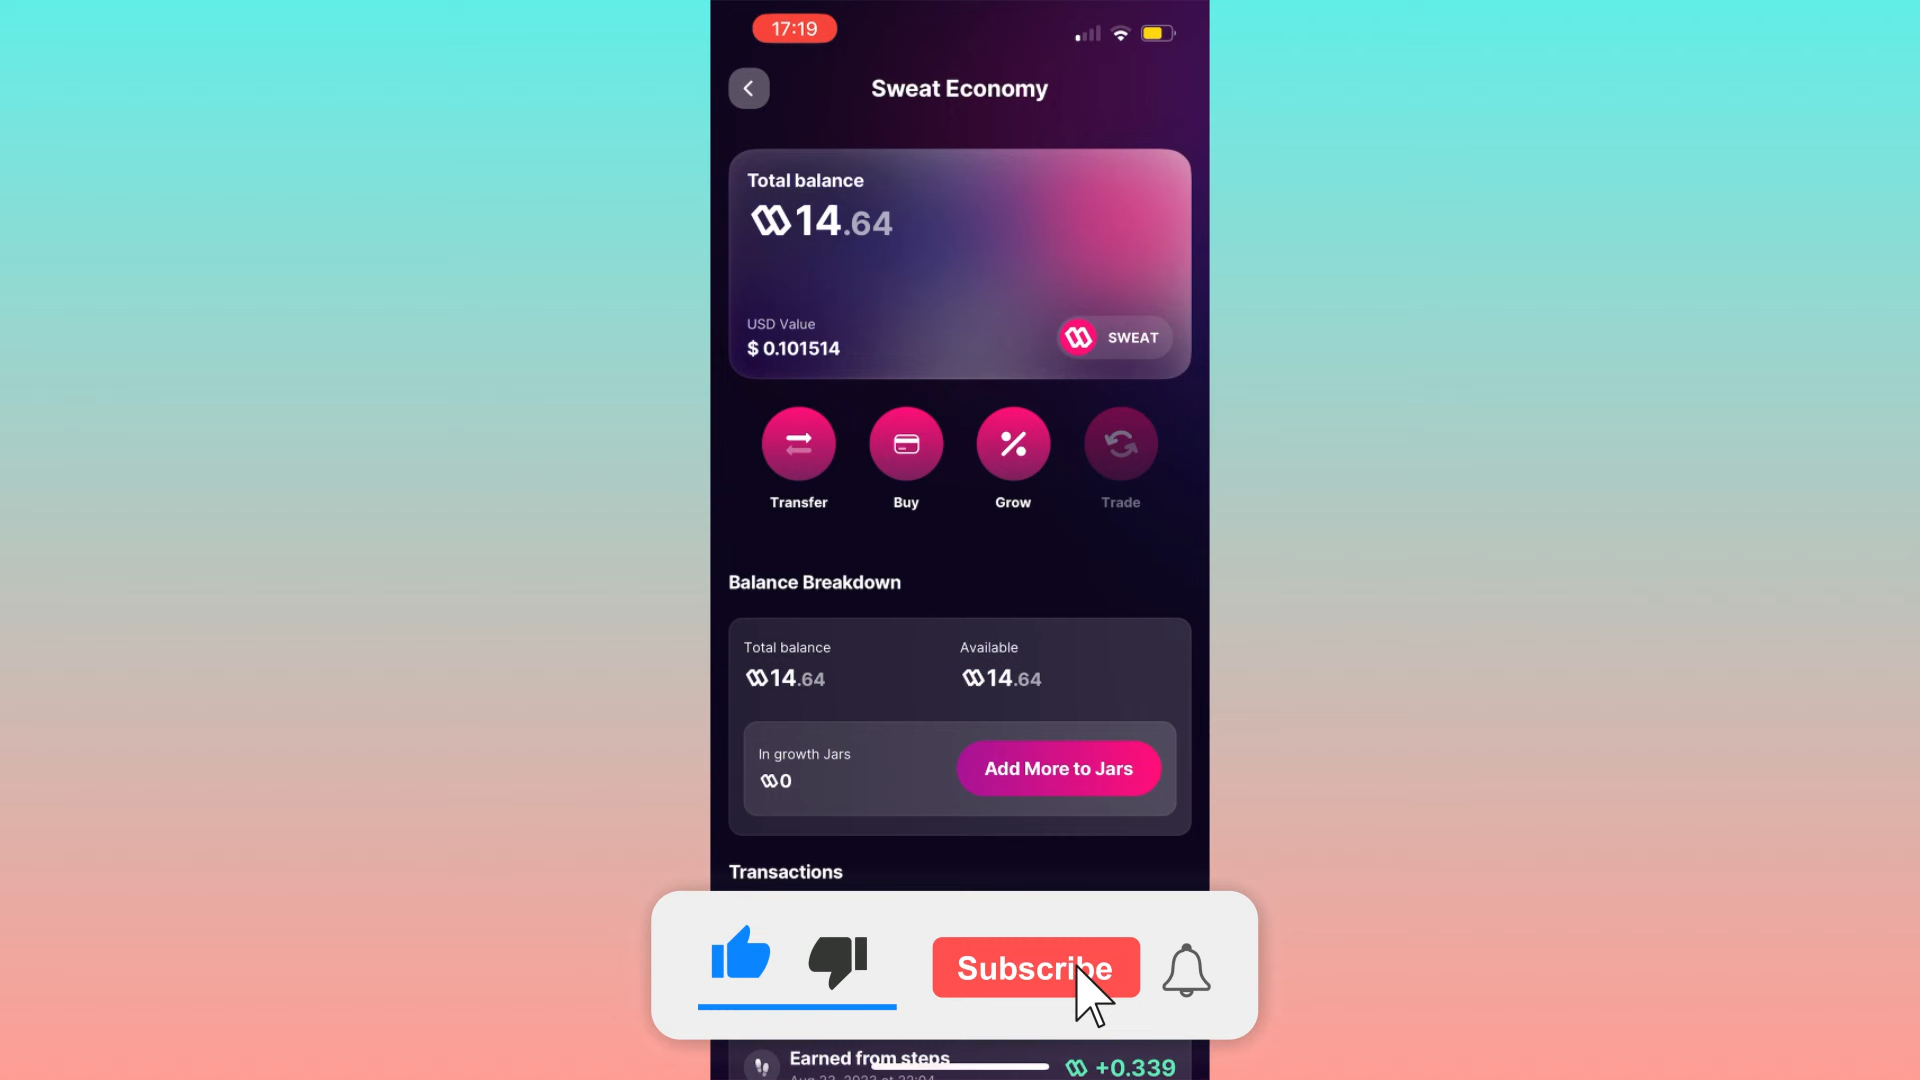 17:19
Sweat Economy
Total balance
14.64
USD Value
$ 0.101514
SWEAT
Transfer Buy Grow Trade
Balance Breakdown
Total balance Available
14.64 14.64
In growth Jars
0
Add More to Jars
Transactions
Subscribe
Earned from steps
+0.339